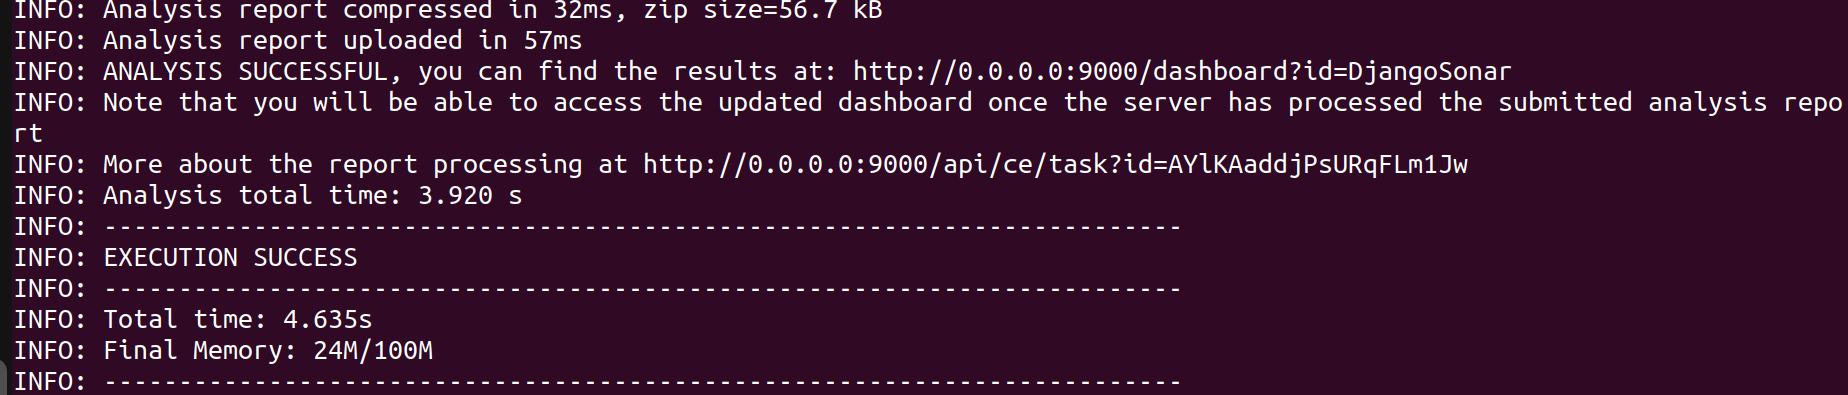 INFO: Analysis report compressed in 32ms, zip size=56.7 kB
INFO: Analysis report uploaded in 57ms
INFO: ANALYSIS SUCCESSFUL, you can find the results at: http://0.0.0.0:9000/dashboard?id=DjangoSonar
INFO: Note that you will be able to access the updated dashboard once the server has processed the submitted analysis repo
rt
INFO: More about the report processing at http://0.0.0.0:9000/api/ce/task?id=AYlKAaddjPsURqFLm1Jw
INFO: Analysis total time: 3.920 s
INFO: ------------------------------------------------------------------------
INFO: EXECUTION SUCCESS
INFO: ------------------------------------------------------------------------
INFO: Total time: 4.635s
INFO: Final Memory: 24M/100M
INFO: ------------------------------------------------------------------------